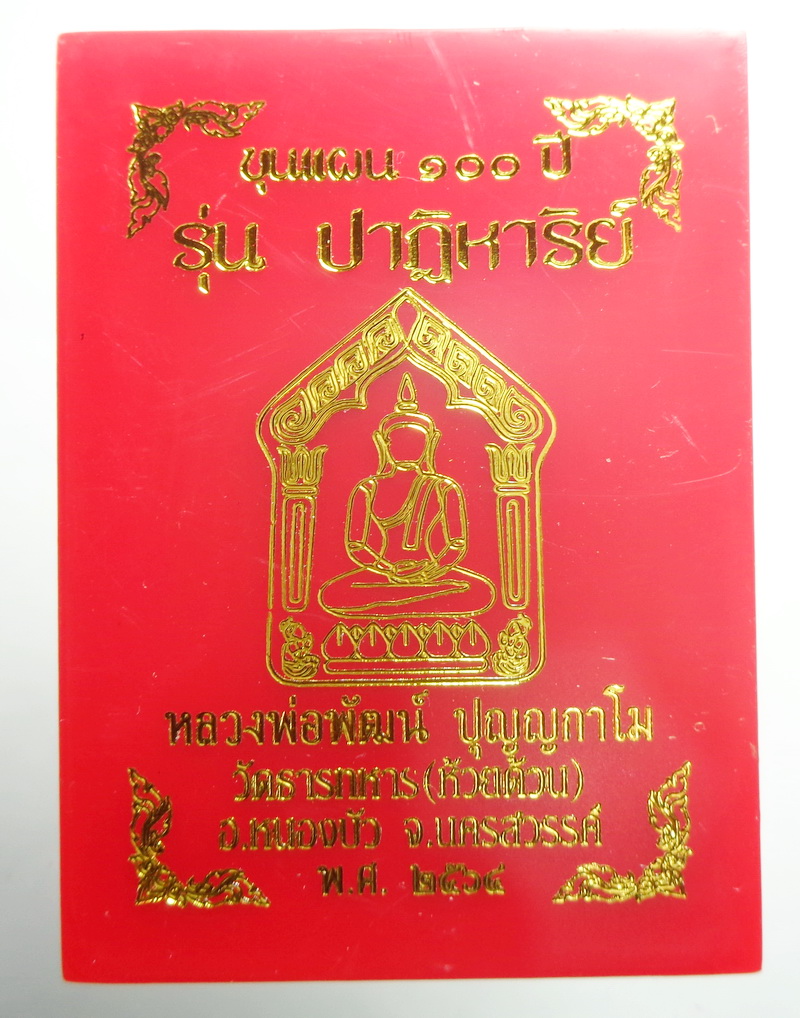 ขุนแผน ๑๐๐ ปี
รุ่น ปาฏิหาริย์
หลวงพ่อพัฒน์ ปุญญกาโม
วัดธารทหาร(ห้วยด้วน)
อ.หนองบัว จ.นครสวรรค์
พ.ศ. ๒๕๖๔